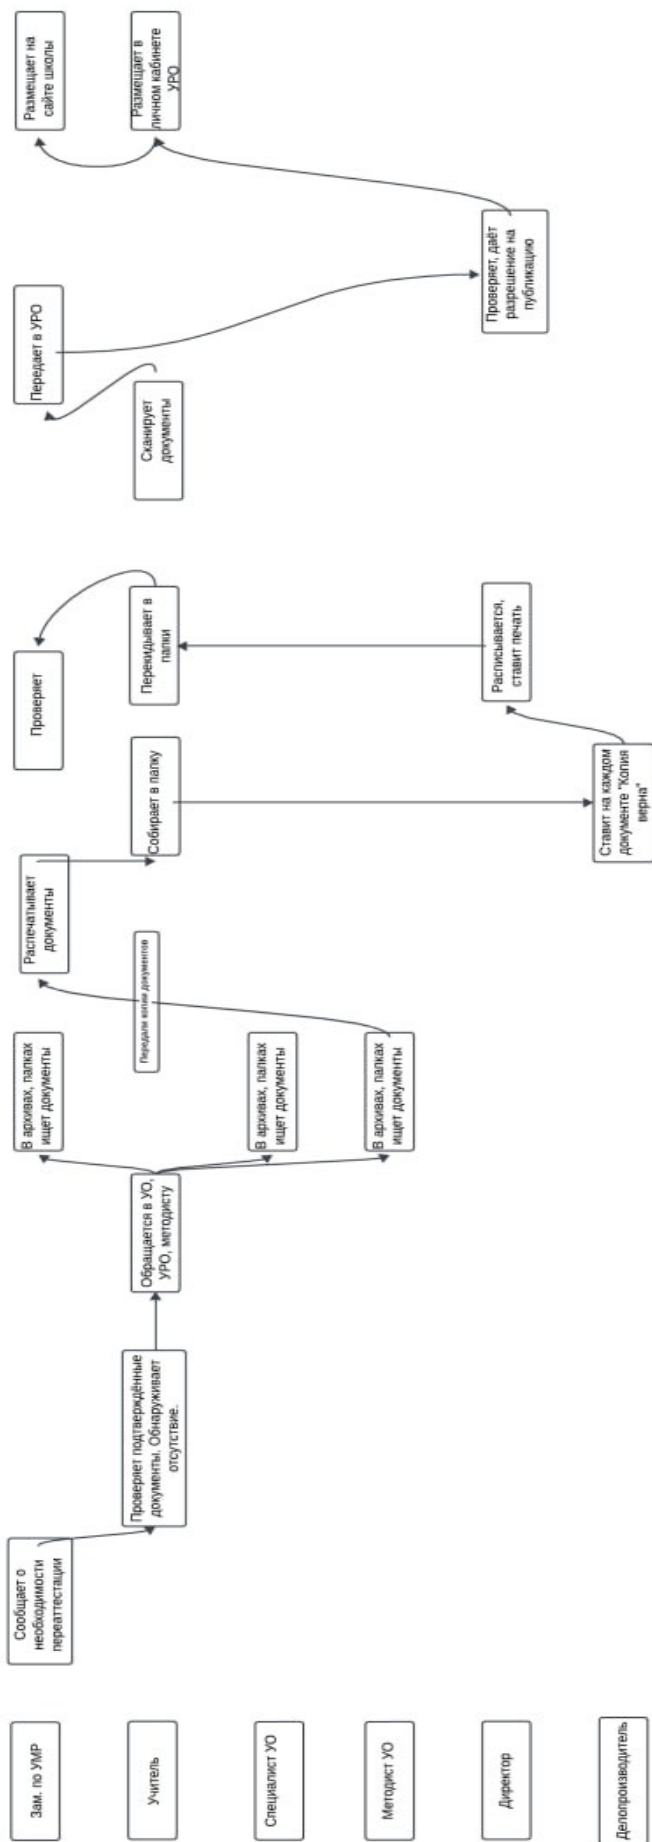 Зам. по УМР
Сообщает о
необходимости
переаттестации
В архивах, папках
ищет документы
Распечатывает
документы
Проверяет
Передает в УРО
Размещает на
сайте школы
Учитель
Проверяет подтверждённые
документы. Обнаруживает
отсутствие.
Обращается в УО,
УРО, методисту
Передали копии документов
Собирает в папку
Перекидывает в
папки
Сканирует
документы
Размещает в
личном кабинете
УРО
Специалист УО
В архивах, папках
ищет документы
Методист УО
В архивах, папках
ищет документы
Директор
Расписывается,
ставит печать
Проверяет, даёт
разрешение на
публикацию
Делопроизводитель
Ставит на каждом
документе "Копия
верна"